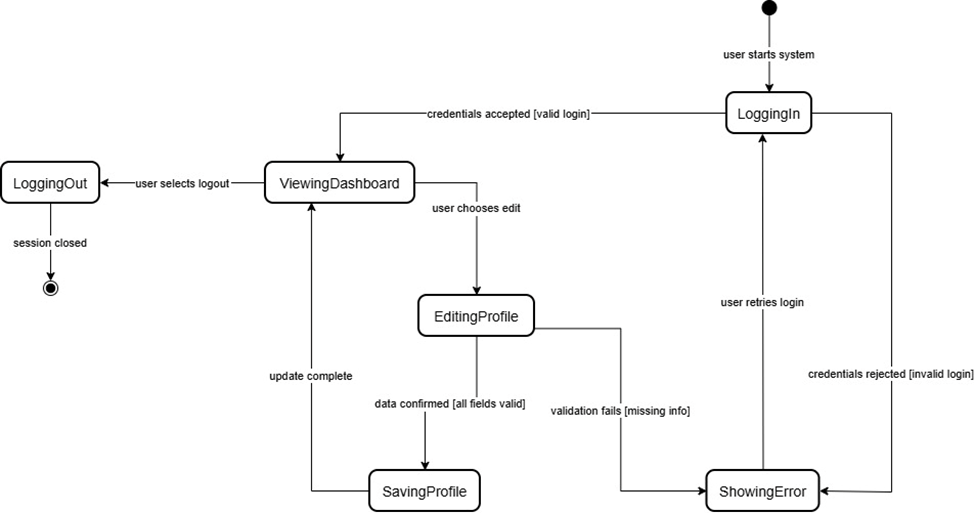 user starts system
LoggingIn
credentials accepted [valid login]
LoggingOut
user selects logout
ViewingDashboard
user chooses edit
session closed
user retries login
EditingProfile
update complete
credentials rejected [invalid login]
data confirmed [all fields valid]
validation fails [missing info]
SavingProfile
ShowingError